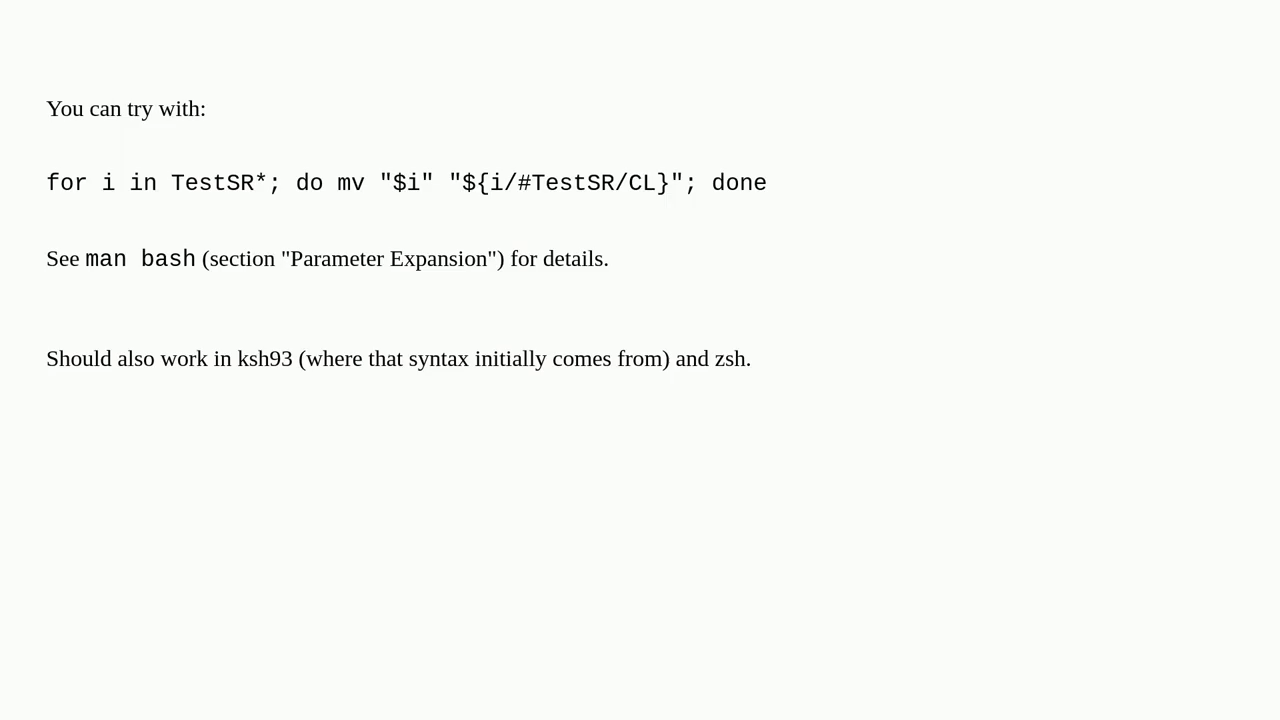 You can try with:
for i in TestSR*; do mv "$i" "${i/#TestSR/CL}"; done
See man bash (section "Parameter Expansion") for details.
Should also work in ksh93 (where that syntax initially comes from) and zsh.